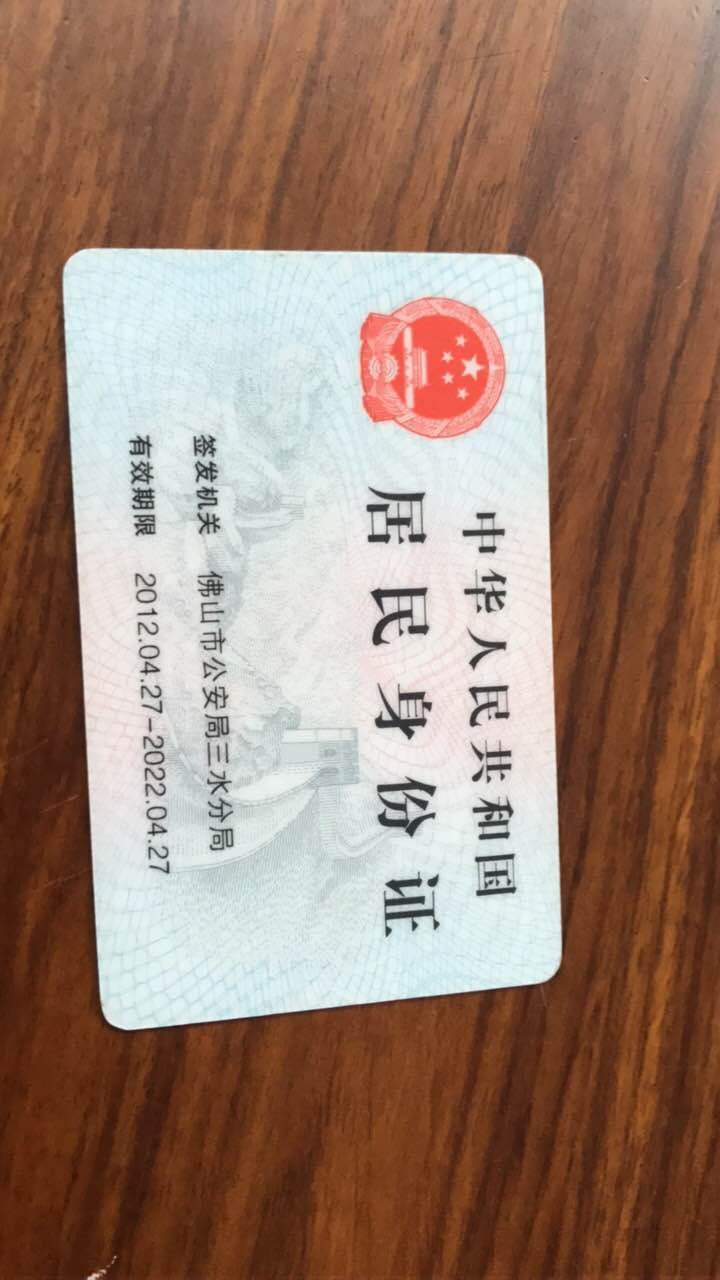 中华人民共和国
居民身份证
签发机关 佛山市公安局三水分局
有效期限 2012.04.27-2022.04.27